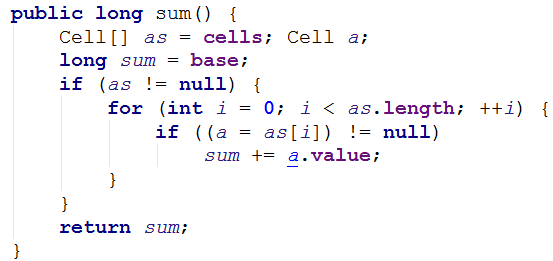 public long sum() {
    Cell[] as = cells; Cell a;
    long sum = base;
    if (as != null) {
        for (int i = 0; i < as.length; ++i) {
            if ((a = as[i]) != null)
                sum += a.value;
        }
    }
    return sum;
}